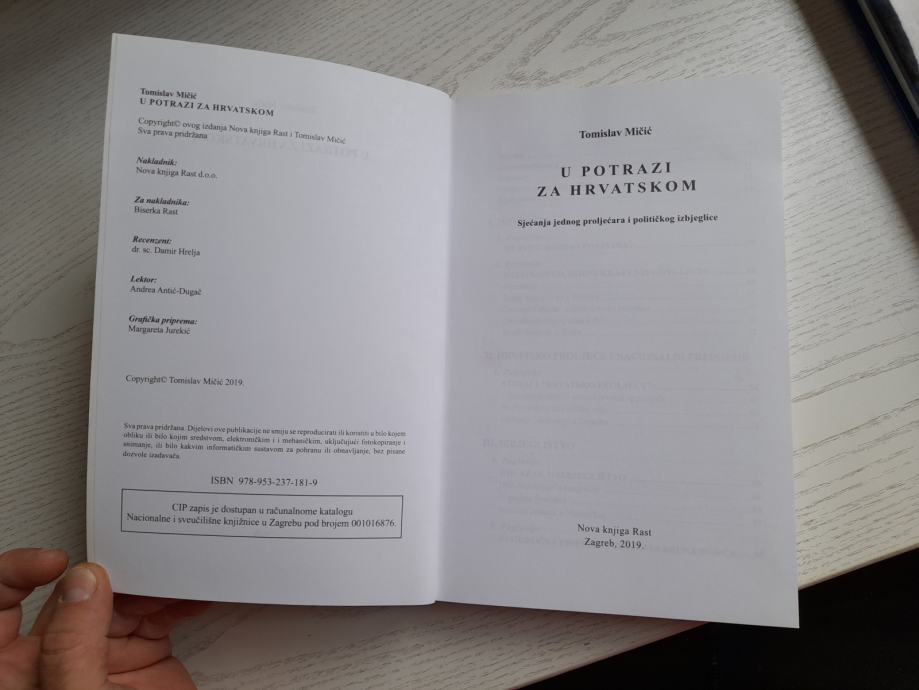 Tomislav Mičić
U POTRAZI ZA HRVATSKOM
Copyright© ovog izdanja Nova knjiga Rast i Tomislav Mičić
Sva prava pridržana
Nakladnik:
Nova knjiga Rast d.o.o.
Za nakladnika:
Biserka Rast
Recenzent:
dr. sc. Damir Hrelja
Lektor:
Andrea Antić-Dugač
Grafička priprema:
Margareta Jurekić
Copyright© Tomislav Mičić 2019.
Sva prava pridržana. Dijelovi ove publikacije ne smiju se reproducirati ili koristiti u bilo kojem
obliku ili bilo kojim sredstvom, elektroničkim i i mehaničkim, uključujući fotokopiranje i
snimanje, ili bilo kakvim informatičkim sustavom za pohranu ili obnavljanje, bez pisane
dozvole izdavača.
ISBN 978-953-237-181-9
CIP zapis je dostupan u računalnome katalogu
Nacionalne i sveučilišne knjižnice u Zagrebu pod brojem 001016876.
Tomislav Mičić
U POTRAZI
ZA HRVATSKOM
Sjećanja jednog proljećara i političkog izbjeglice
Nova knjiga Rast
Zagreb, 2019.